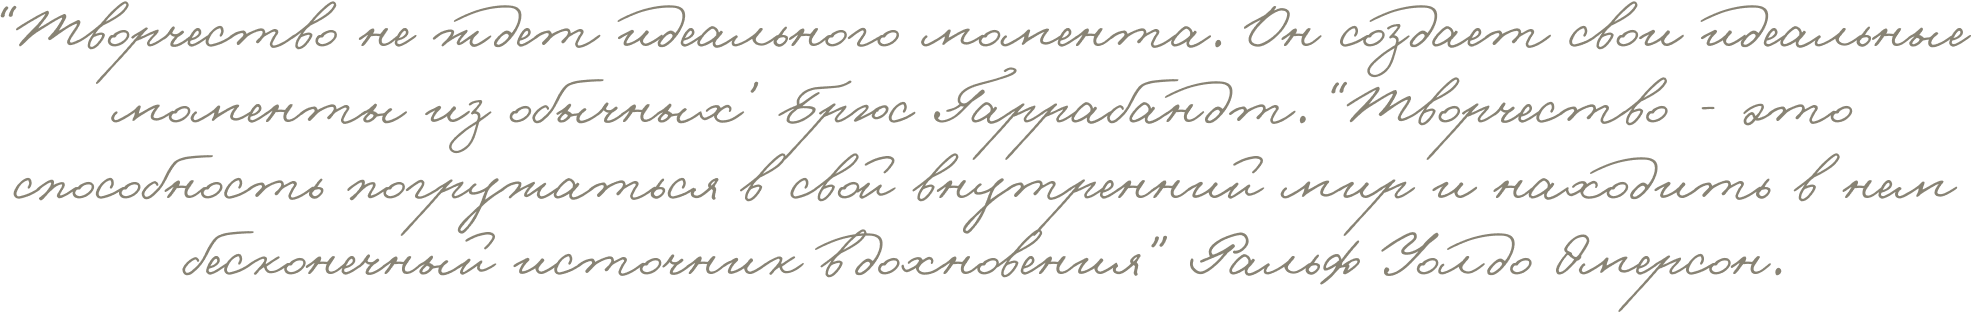 “Творчество не ждет идеального момента. Он создает свои идеальные
моменты из обычных’ Брюс Гаррабандт. “Творчество - это
способность погружаться в свой внутренний мир и находить в нем
бесконечный источник вдохновения” Ральф Уолдо Эмерсон.